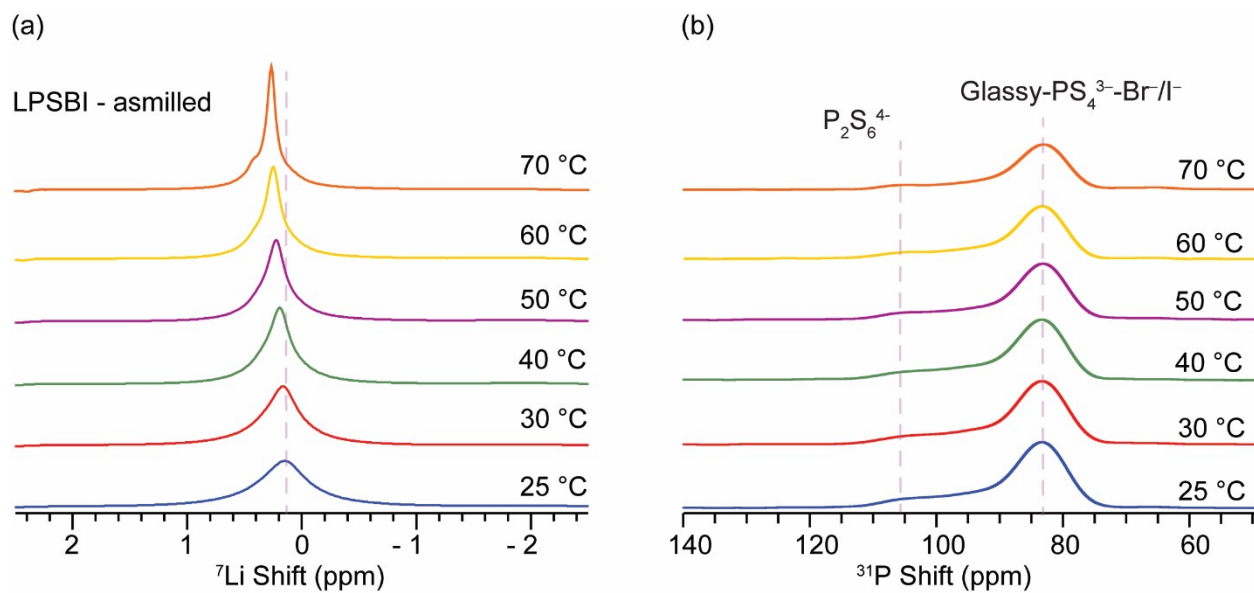 (a)
LPSBI - asmilled
70 °C
60 °C
50 °C
40 °C
30 °C
25 °C
2 1 0 - 1 - 2
⁷Li Shift (ppm)
(b)
Glassy-PS₄³⁻-Br⁻/I⁻
P₂S₆⁴⁻
70 °C
60 °C
50 °C
40 °C
30 °C
25 °C
140 120 100 80 60
³¹P Shift (ppm)